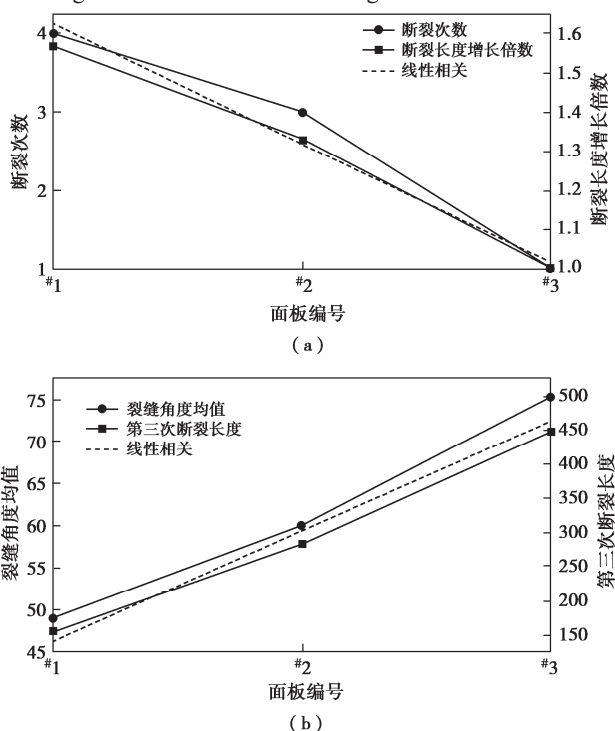 断裂次数
断裂长度增长倍数
线性相关
4
3
2
1
断裂次数
1.6
1.5
1.4
1.3
1.2
1.1
1.0
断裂长度增长倍数
#1 #2 #3
面板编号
（a）
裂缝角度均值
第三次断裂长度
线性相关
75
70
65
60
55
50
45
裂缝角度均值
500
450
400
350
300
250
200
150
第三次断裂长度
#1 #2 #3
面板编号
（b）